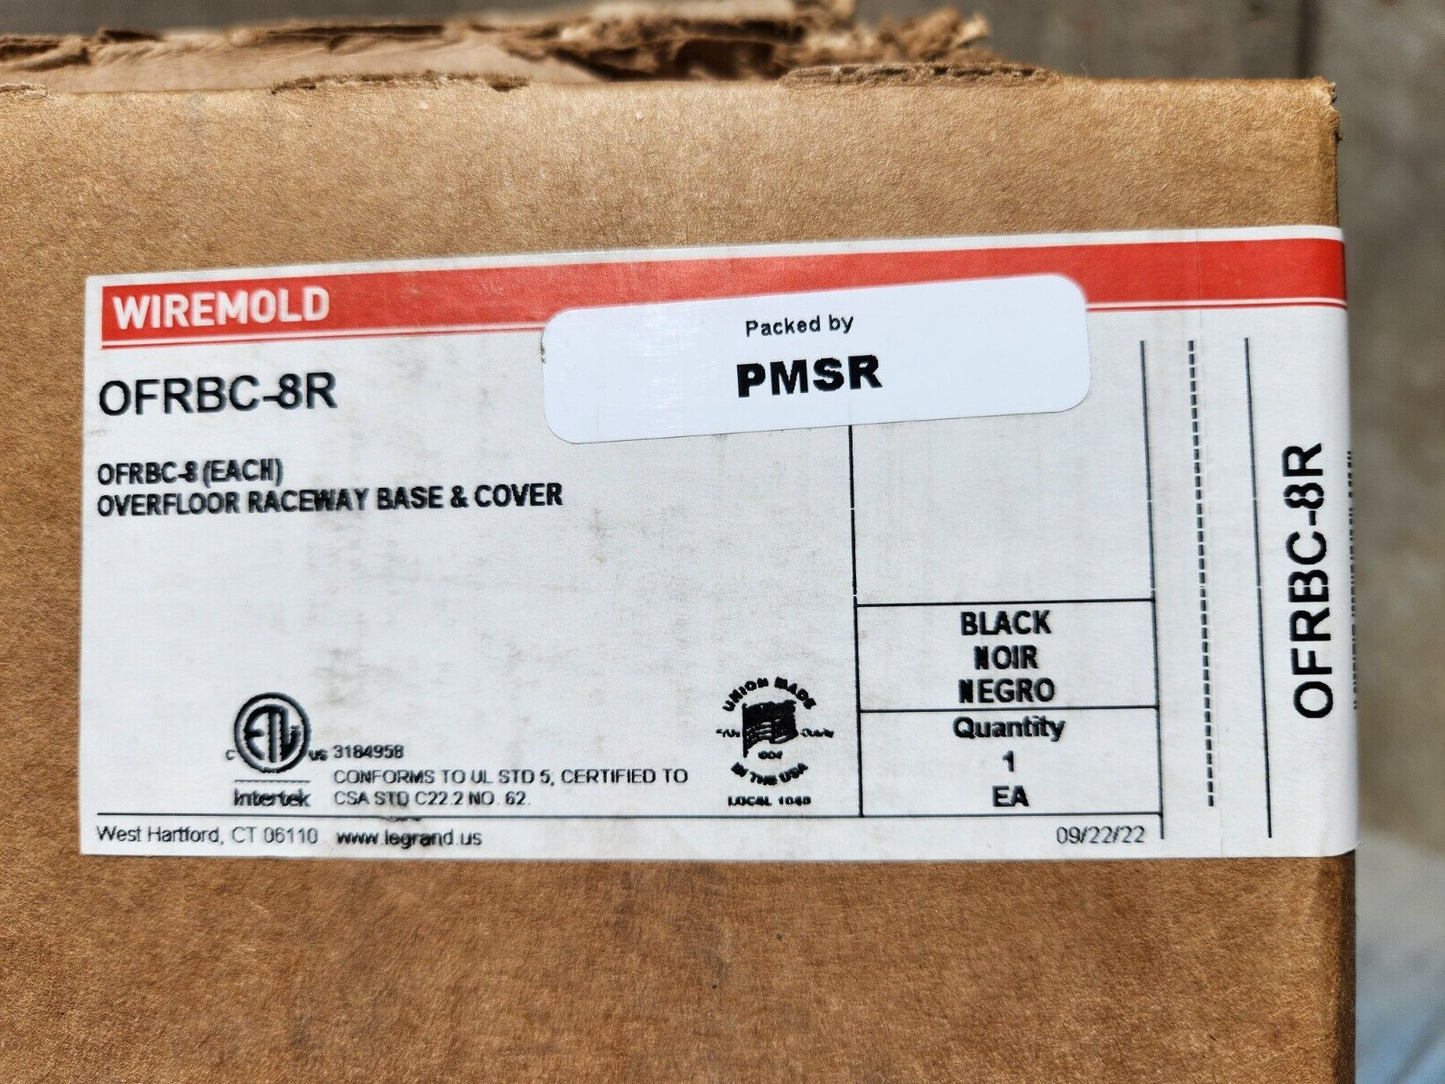 WIREMOLD
Packed by
PMSR
OFRBC-8R
OFRBC-8 (EACH)
OVERFLOOR RACEWAY BASE & COVER
BLACK
NOIR
NEGRO
Quantity
1
EA
UNION MADE
IN THE USA
LOCAL 1040
C ETL US 3184958
CONFORMS TO UL STD 5, CERTIFIED TO
Intertek CSA STD C22.2 NO. 62.
West Hartford, CT 06110 www.legrand.us
09/22/22
OFRBC-8R